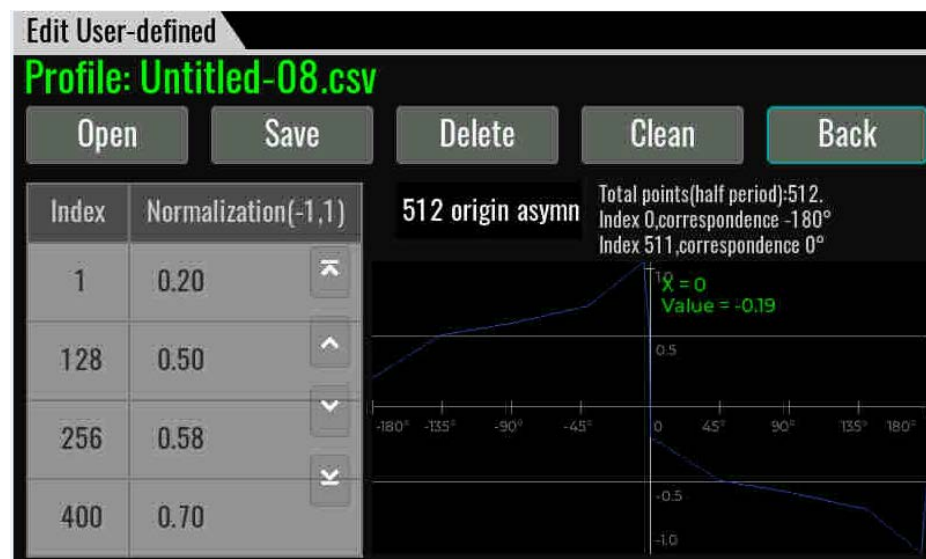 Edit User-defined
Profile: Untitled-08.csv
Open Save Delete Clean Back
Index Normalization(-1,1)
1 0.20
128 0.50
256 0.58
400 0.70
512 origin asymn
Total points(half period):512.
Index 0,correspondence -180°
Index 511,correspondence 0°
1.0
X = 0
Value = -0.19
0.5
-180° -135° -90° -45° 0 45° 90° 135° 180°
-0.5
-1.0